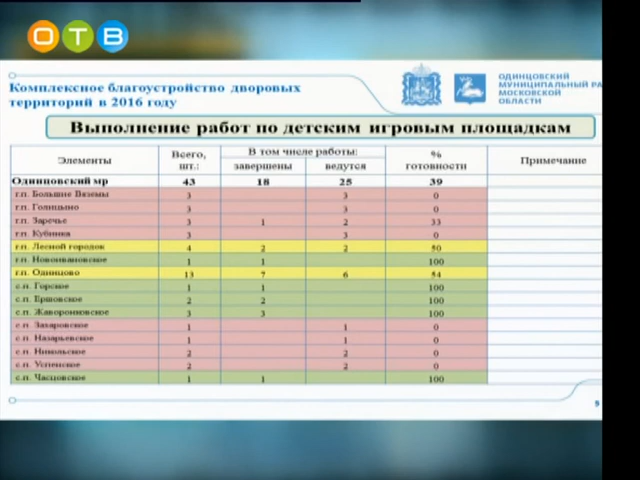 ОТВ
Комплексное благоустройство дворовых
территорий в 2016 году
ОДИНЦОВСКИЙ
МУНИЦИПАЛЬНЫЙ РА
МОСКОВСКОЙ
ОБЛАСТИ
Выполнение работ по детским игровым площадкам
Элементы Всего, шт.: В том числе работы: завершены ведутся % готовности Примечание
Одинцовский мр 43 18 25 39
г.п. Большие Вяземы 3 3 0
г.п. Голицыно 3 3 0
г.п. Заречье 3 1 2 33
г.п. Кубинка 3 3 0
г.п. Лесной городок 4 2 2 50
г.п. Новоивановское 1 1 100
г.п. Одинцово 13 7 6 54
с.п. Горское 1 1 100
с.п. Ершовское 2 2 100
с.п. Жаворонковское 3 3 100
с.п. Захаровское 1 1 0
с.п. Назарьевское 1 1 0
с.п. Никольское 2 2 0
с.п. Успенское 2 2 0
с.п. Часцовское 1 1 100
9